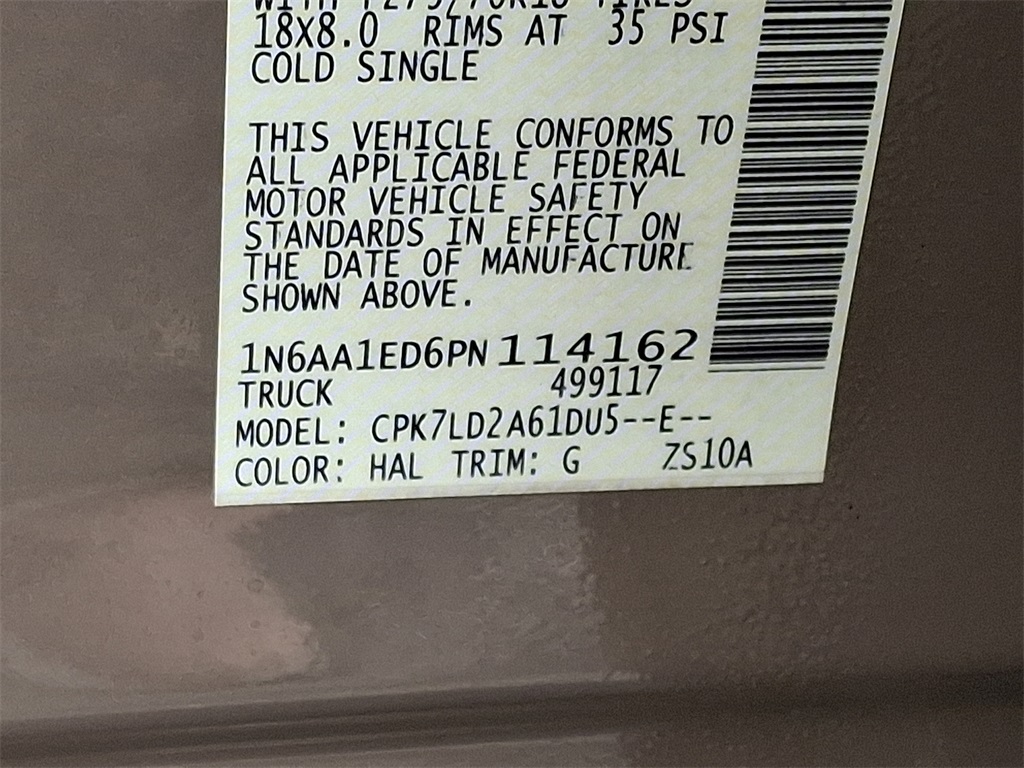 18X8.0 RIMS AT 35 PSI
COLD SINGLE
THIS VEHICLE CONFORMS TO
ALL APPLICABLE FEDERAL
MOTOR VEHICLE SAFETY
STANDARDS IN EFFECT ON
THE DATE OF MANUFACTURE
SHOWN ABOVE.
1N6AA1ED6PN114162
TRUCK 499117
MODEL: CPK7LD2A61DU5--E--
COLOR: HAL TRIM: G ZS10A